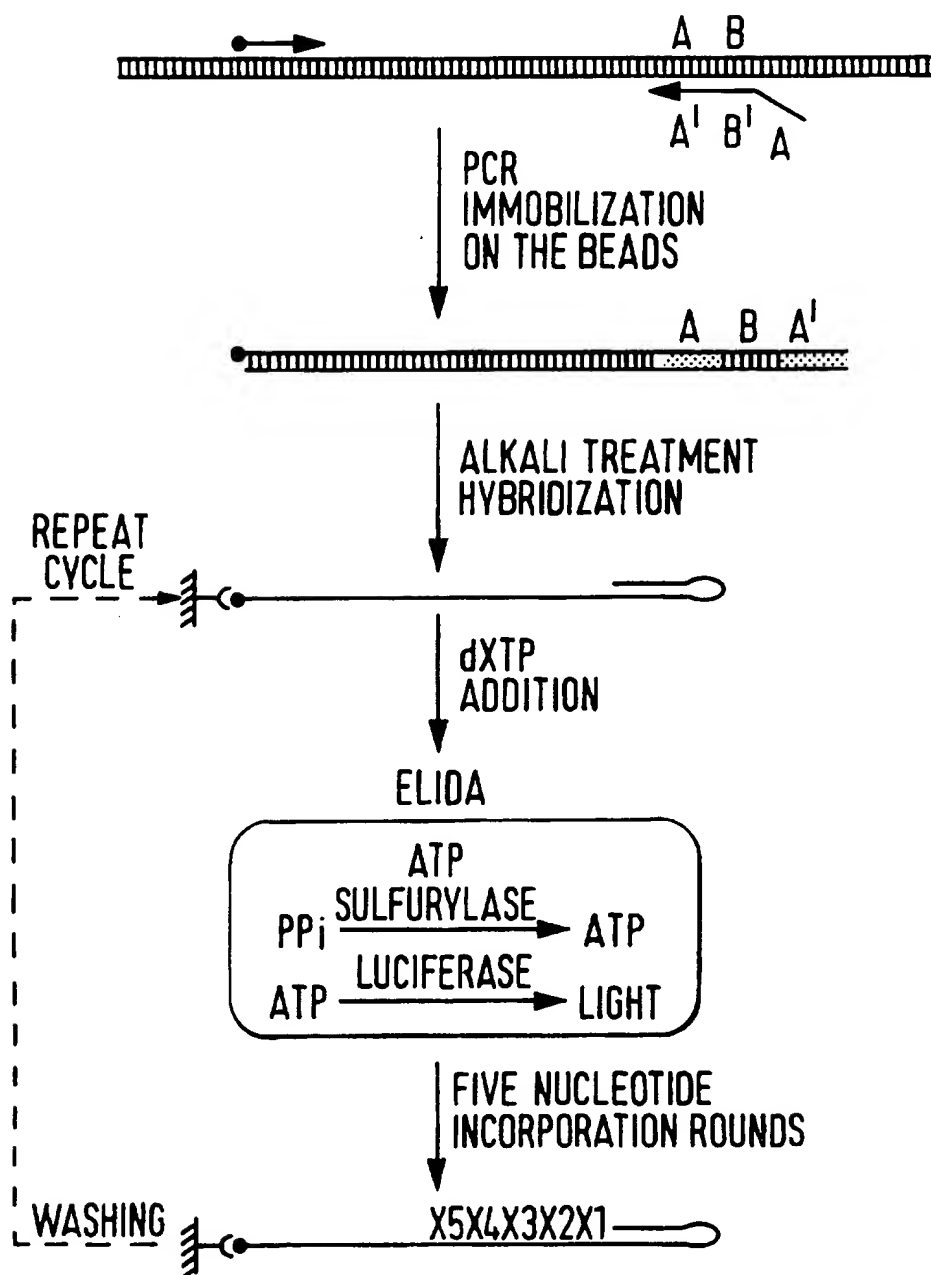 A B
A' B' A
PCR
IMMOBILIZATION
ON THE BEADS
A B A'
ALKALI TREATMENT
HYBRIDIZATION
REPEAT
CYCLE
dXTP
ADDITION
ELIDA
ATP
SULFURYLASE
PPi ATP
LUCIFERASE
ATP LIGHT
FIVE NUCLEOTIDE
INCORPORATION ROUNDS
X5X4X3X2X1
WASHING